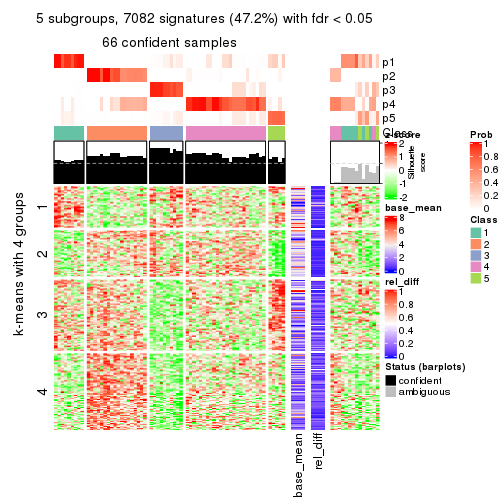 5 subgroups, 7082 signatures (47.2%) with fdr < 0.05
66 confident samples
p1
p2
p3
p4
p5
Class
z-score
2
1
0
-1
-2
Silhouette
score
k-means with 4 groups
1
2
3
4
base_mean
8
6
4
2
0
rel_diff
1
0.8
0.6
0.4
0.2
0
Prob
1
0.8
0.6
0.4
0.2
0
Class
1
2
3
4
5
Status (barplots)
confident
ambiguous
base_mean
rel_diff